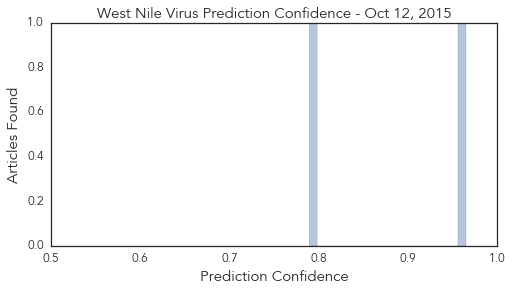 West Nile Virus Prediction Confidence - Oct 12, 2015
1.0
0.8
0.6
0.4
0.2
0.0
Articles Found
0.5 0.6 0.7 0.8 0.9 1.0
Prediction Confidence